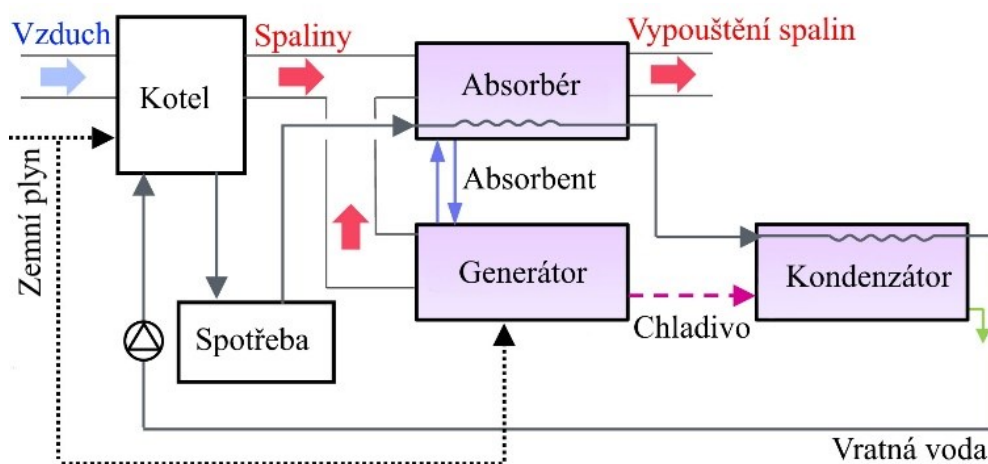 Vzduch
Spaliny
Vypouštění spalin
Kotel
Absorbér
Zemní plyn
Absorbent
Generátor
Kondenzátor
Spotřeba
Chladivo
Vratná voda